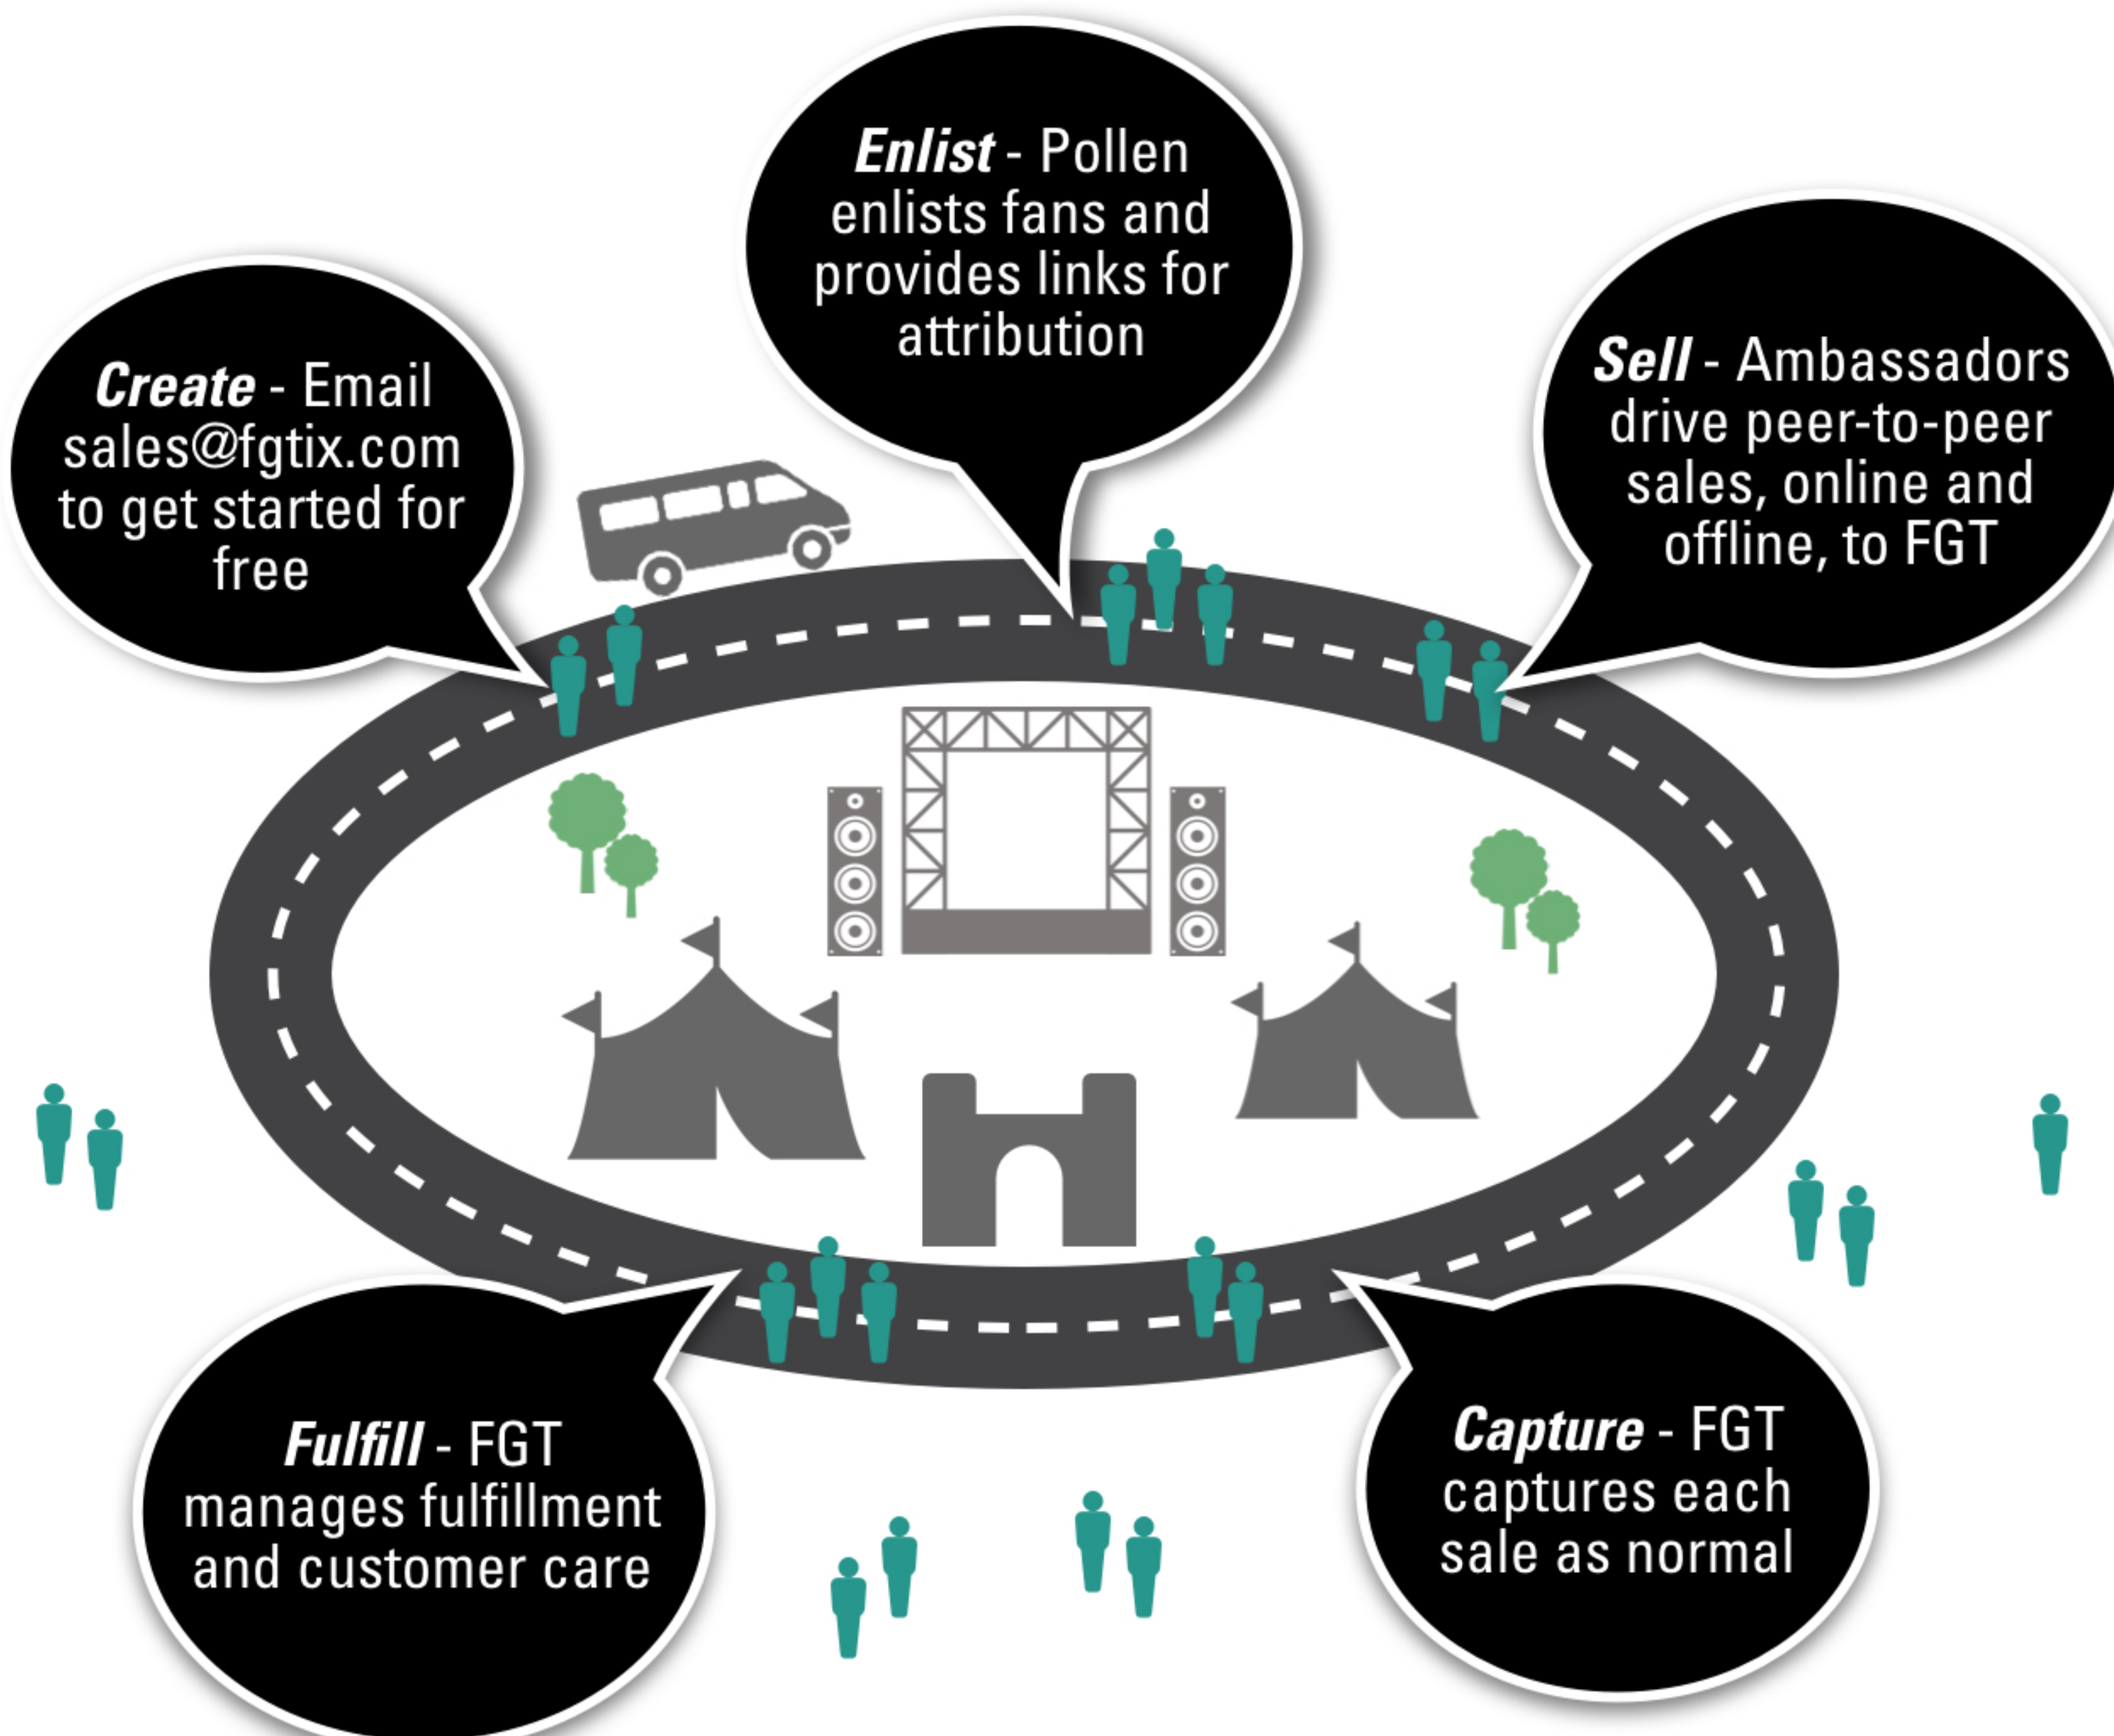 Create - Email
sales@fgtix.com
to get started for
free
Enlist - Pollen
enlists fans and
provides links for
attribution
Sell - Ambassadors
drive peer-to-peer
sales, online and
offline, to FGT
Capture - FGT
captures each
sale as normal
Fulfill - FGT
manages fulfillment
and customer care